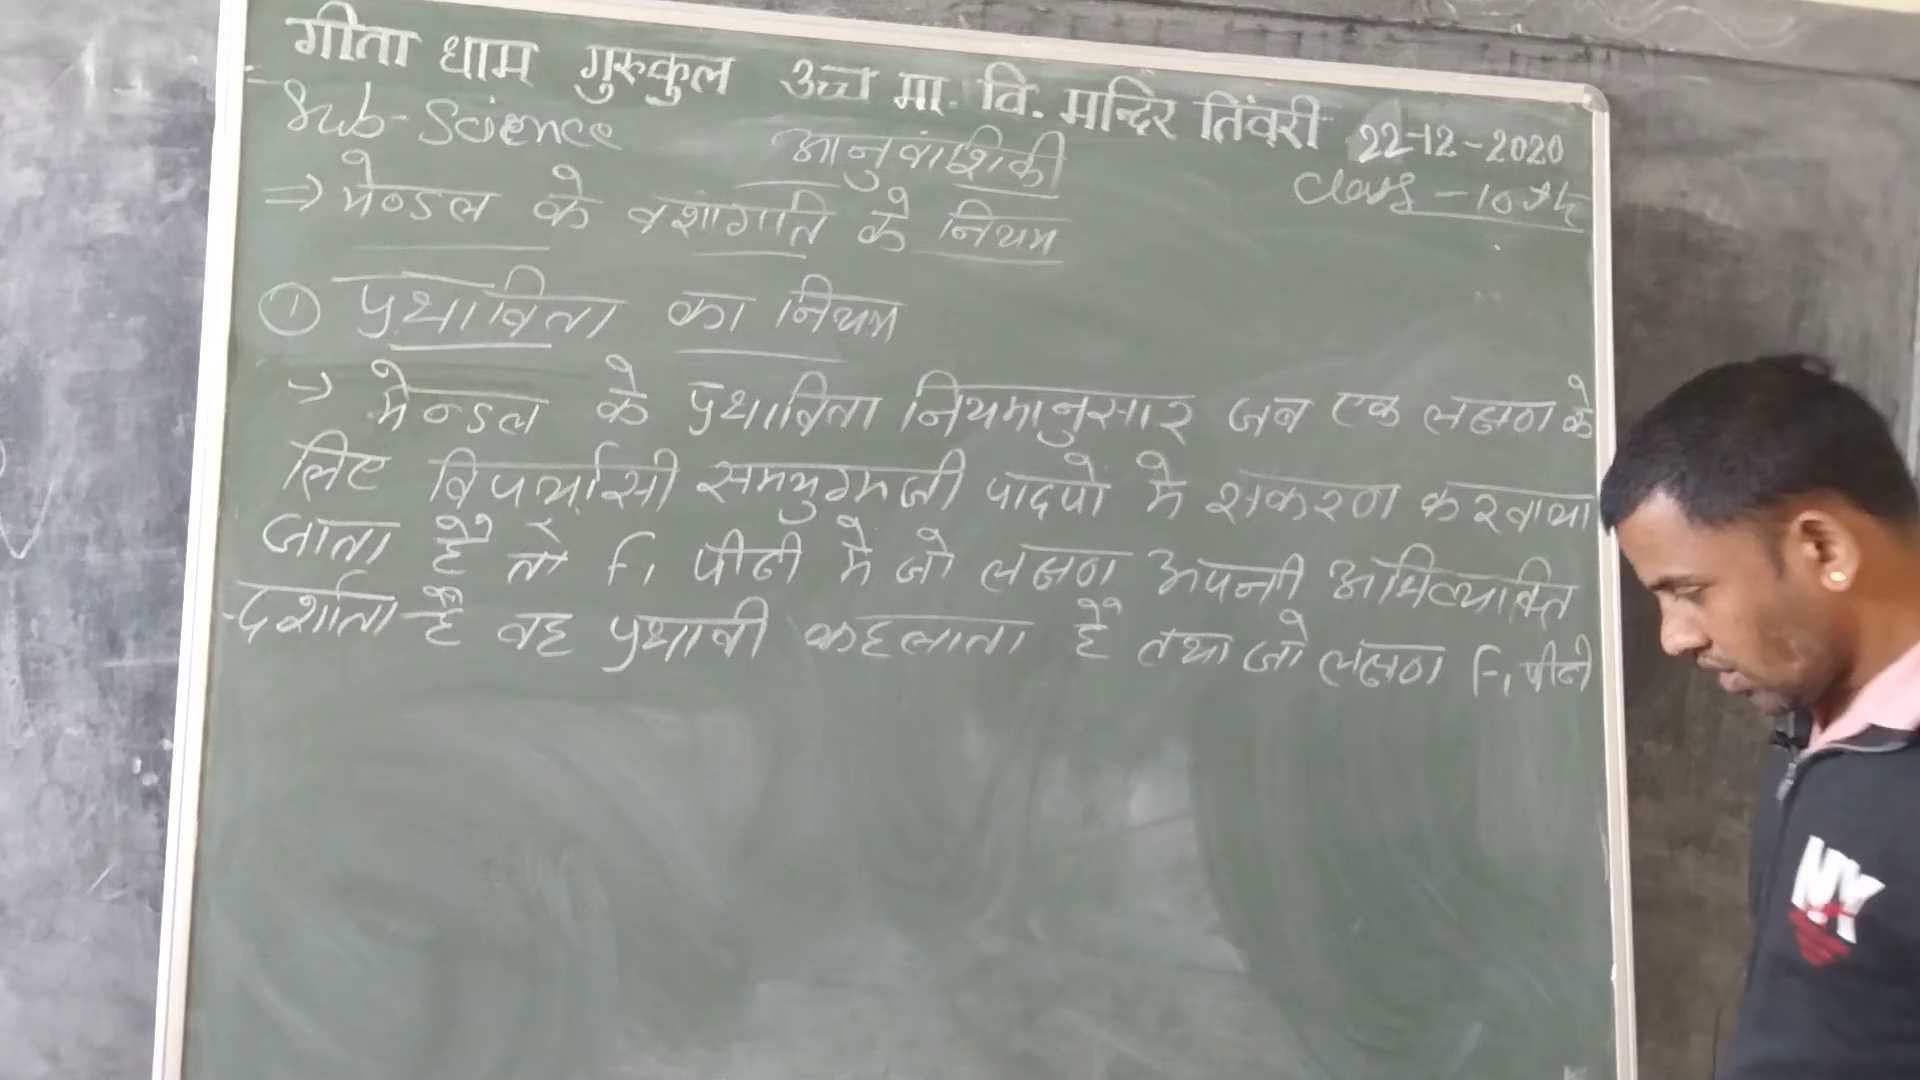 गीता धाम गुरुकुल उच्च मा. वि. मन्दिर तिंवरी 22-12-2020
Sub- Science आनुवांशिकी Class - 10th
⇒ मेण्डल के वंशागति के नियम
① प्रभाविता का नियम
→ मेण्डल के प्रभाविता नियमानुसार जब एक लक्षण के
लिए विपर्यासी समयुग्मजी पादपो मे संकरण करवाया
जाता है तो F1 पीढी मे जो लक्षण अपनी अभिव्यक्ति
दर्शाता है वह प्रभावी कहलाता है तथा जो लक्षण F1 पीढी